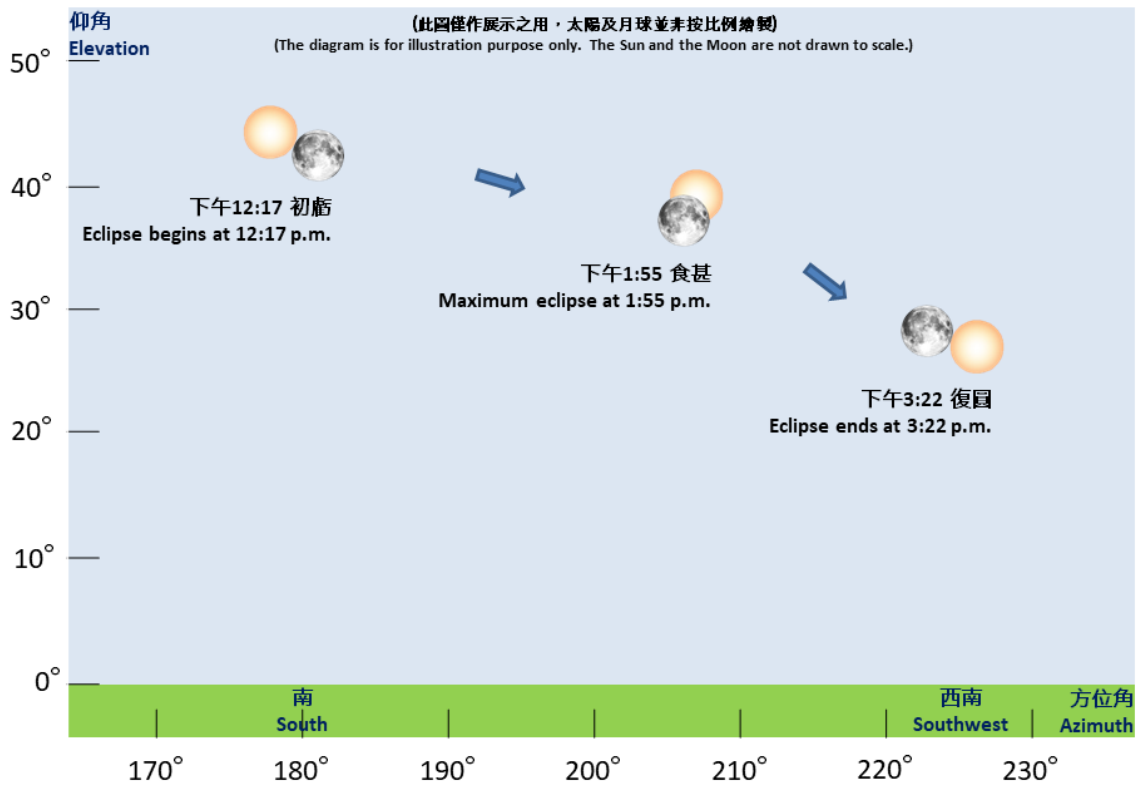 仰角
Elevation
(此圖僅作展示之用，太陽及月球並非按比例繪製)
(The diagram is for illustration purpose only. The Sun and the Moon are not drawn to scale.)
50°
40°
下午12:17 初虧
Eclipse begins at 12:17 p.m.
下午1:55 食甚
Maximum eclipse at 1:55 p.m.
30°
下午3:22 復圓
Eclipse ends at 3:22 p.m.
20°
10°
0°
南
South
西南
Southwest
方位角
Azimuth
170° 180° 190° 200° 210° 220° 230°